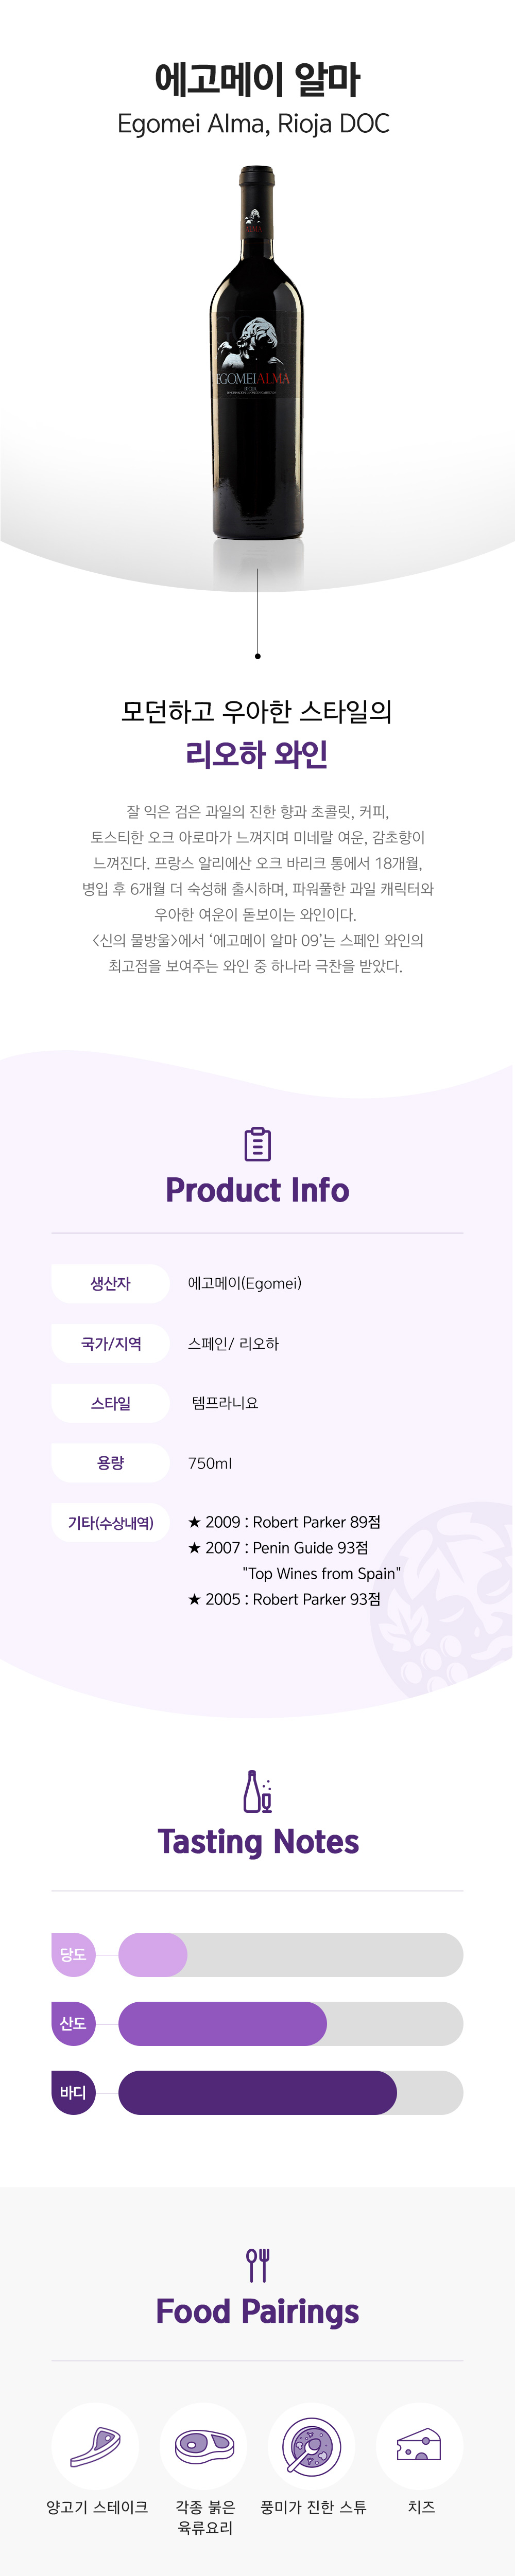 에고메이 알마
Egomei Alma, Rioja DOC
ALMA
EGOMEI ALMA
RIOJA
모던하고 우아한 스타일의
리오하 와인
잘 익은 검은 과일의 진한 향과 초콜릿, 커피,
토스티한 오크 아로마가 느껴지며 미네랄 여운, 감초향이
느껴진다. 프랑스 알리에산 오크 바리크 통에서 18개월,
병입 후 6개월 더 숙성해 출시하며, 파워풀한 과일 캐릭터와
우아한 여운이 돋보이는 와인이다.
<신의 물방울>에서 ‘에고메이 알마 09’는 스페인 와인의
최고점을 보여주는 와인 중 하나라 극찬을 받았다.
Product Info
생산자 에고메이(Egomei)
국가/지역 스페인/ 리오하
스타일 템프라니요
용량 750ml
기타(수상내역) ★ 2009 : Robert Parker 89점
★ 2007 : Penin Guide 93점
"Top Wines from Spain"
★ 2005 : Robert Parker 93점
Tasting Notes
당도
산도
바디
Food Pairings
양고기 스테이크 각종 붉은 풍미가 진한 스튜 치즈
육류요리